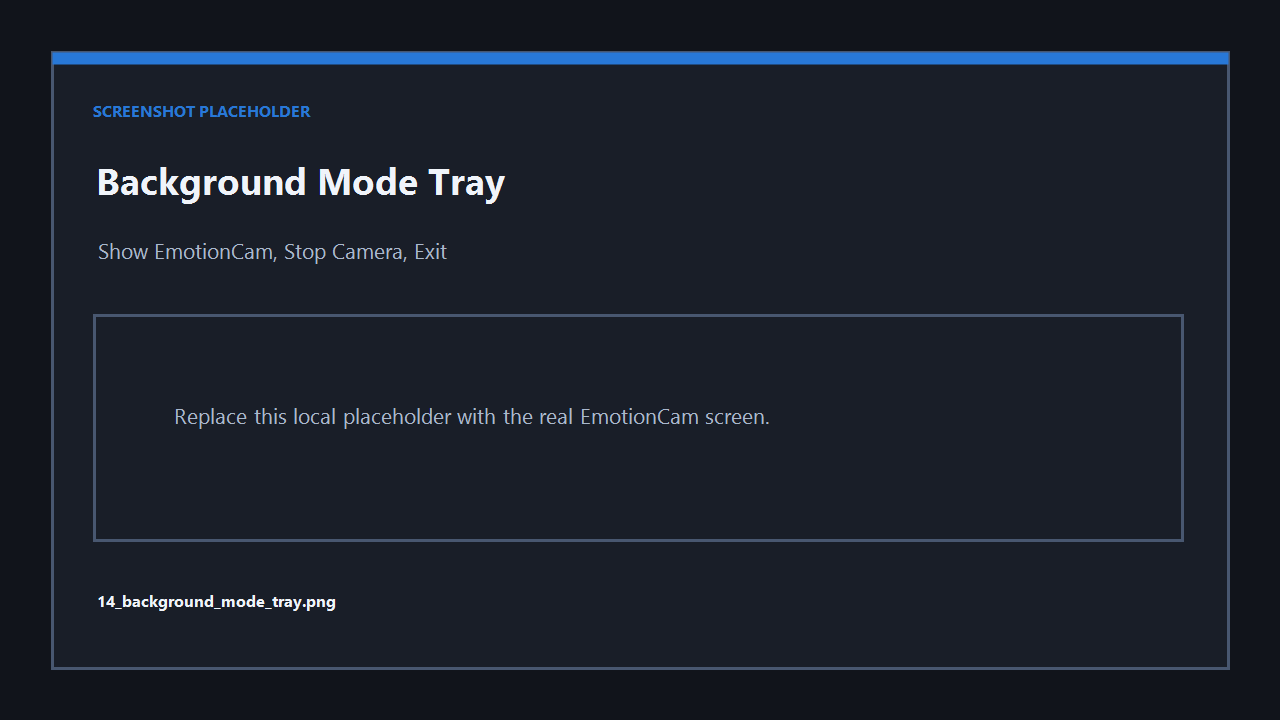 SCREENSHOT PLACEHOLDER
Background Mode Tray
Show EmotionCam, Stop Camera, Exit
Replace this local placeholder with the real EmotionCam screen.
14_background_mode_tray.png